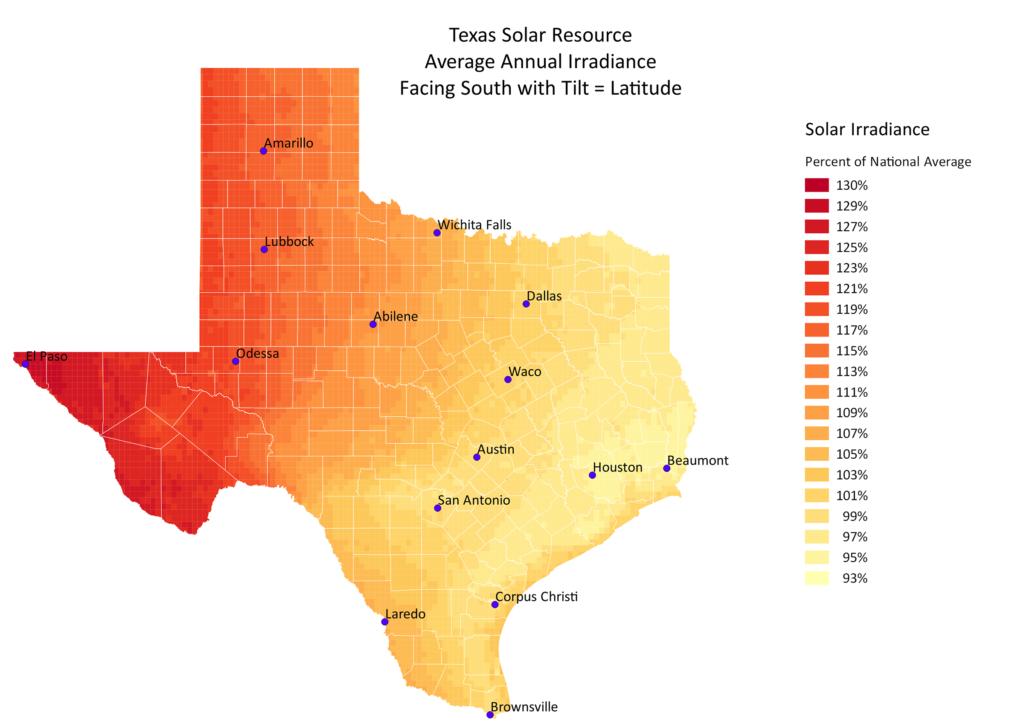 Texas Solar Resource
Average Annual Irradiance
Facing South with Tilt = Latitude
Solar Irradiance
Percent of National Average
130%
129%
127%
125%
123%
121%
119%
117%
115%
113%
111%
109%
107%
105%
103%
101%
99%
97%
95%
93%
Amarillo
Wichita Falls
Lubbock
Dallas
Abilene
Odessa
El Paso
Waco
Austin
Beaumont
Houston
San Antonio
Corpus Christi
Laredo
Brownsville